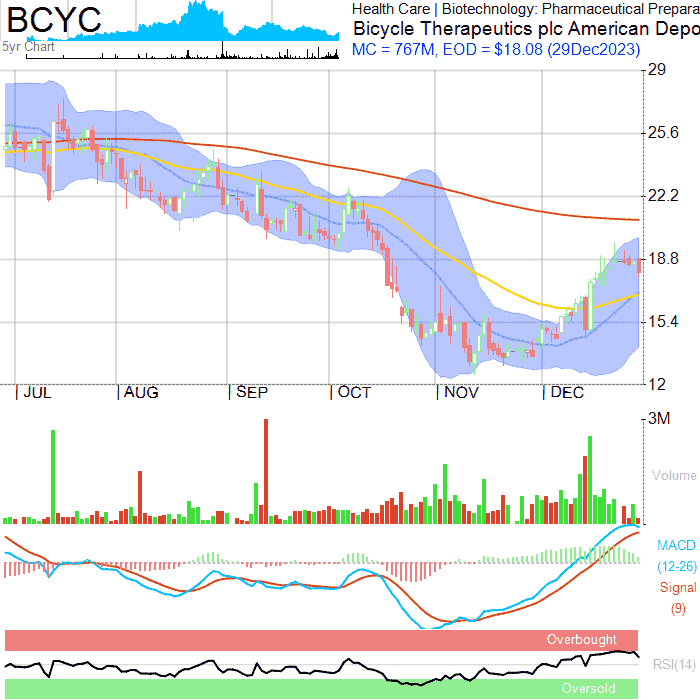 BCYC
Health Care | Biotechnology: Pharmaceutical Prepara
Bicycle Therapeutics plc American Depo
MC = 767M, EOD = $18.08 (29Dec2023)
5yr Chart
29
25.6
22.2
18.8
15.4
12
JUL AUG SEP OCT NOV DEC
3M
Volume
MACD
(12-26)
Signal
(9)
Overbought
RSI(14)
Oversold